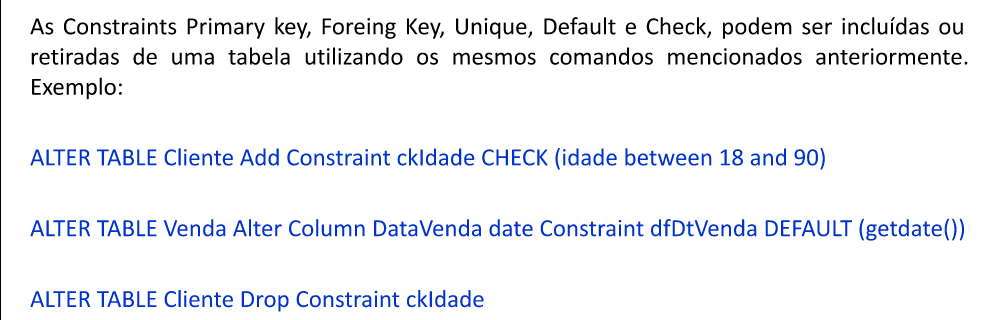 As Constraints Primary key, Foreing Key, Unique, Default e Check, podem ser incluídas ou
retiradas de uma tabela utilizando os mesmos comandos mencionados anteriormente.
Exemplo:
ALTER TABLE Cliente Add Constraint ckIdade CHECK (idade between 18 and 90)
ALTER TABLE Venda Alter Column DataVenda date Constraint dfDtVenda DEFAULT (getdate())
ALTER TABLE Cliente Drop Constraint ckIdade